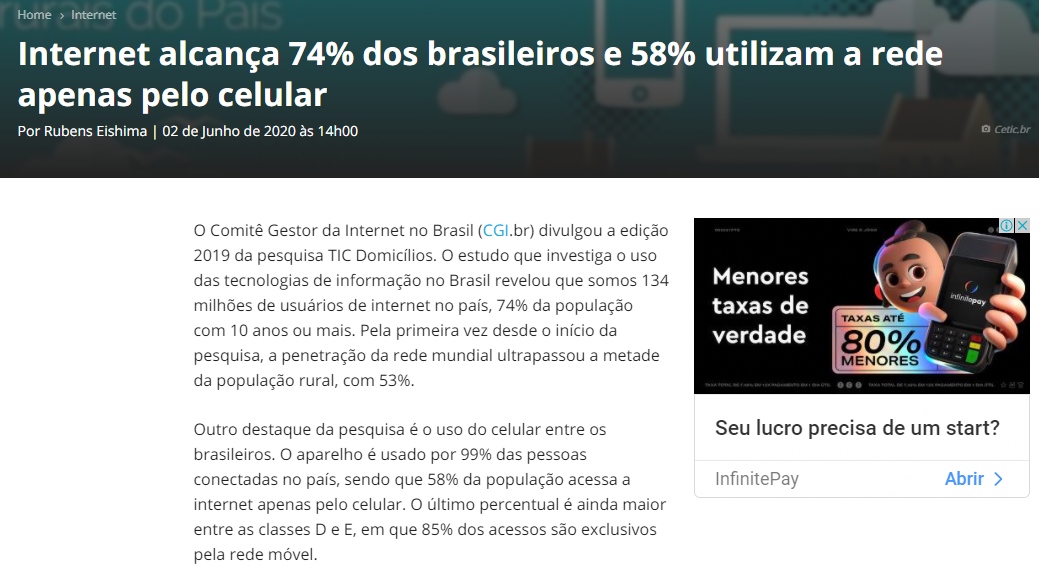 Home > Internet
Internet alcança 74% dos brasileiros e 58% utilizam a rede
apenas pelo celular
Por Rubens Eishima | 02 de Junho de 2020 às 14h00
Cetic.br
O Comitê Gestor da Internet no Brasil (CGI.br) divulgou a edição
2019 da pesquisa TIC Domicílios. O estudo que investiga o uso
das tecnologias de informação no Brasil revelou que somos 134
milhões de usuários de internet no país, 74% da população
com 10 anos ou mais. Pela primeira vez desde o início da
pesquisa, a penetração da rede mundial ultrapassou a metade
da população rural, com 53%.
Outro destaque da pesquisa é o uso do celular entre os
brasileiros. O aparelho é usado por 99% das pessoas
conectadas no país, sendo que 58% da população acessa a
internet apenas pelo celular. O último percentual é ainda maior
entre as classes D e E, em que 85% dos acessos são exclusivos
pela rede móvel.
Menores
taxas de
verdade
TAXAS ATÉ
80%
MENORES
infinitepay
Seu lucro precisa de um start?
InfinitePay
Abrir